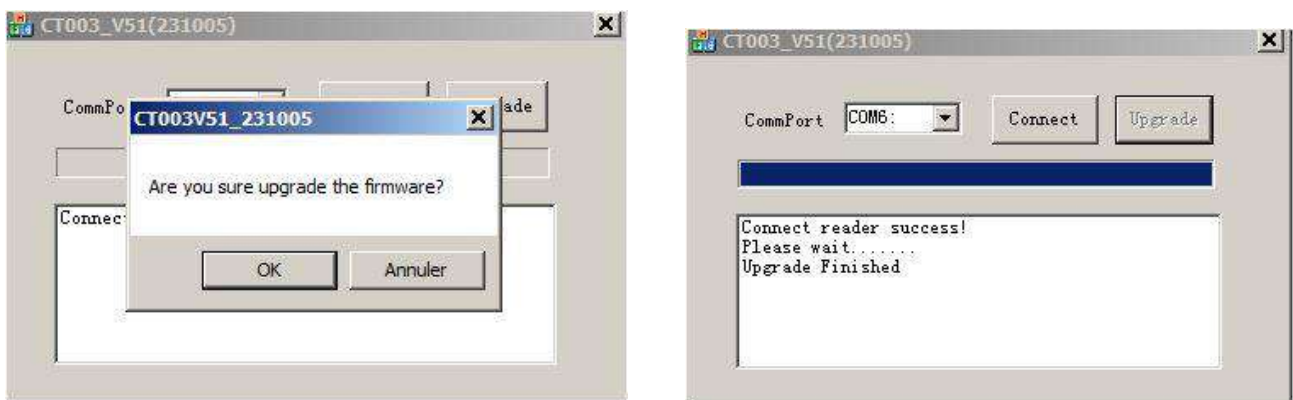 CT003_V51(231005)
CommPo
ade
CT003V51_231005
Are you sure upgrade the firmware?
Connec
OK Annuler
CT003_V51(231005)
CommPort COM6: Connect Upgrade
Connect reader success!
Please wait.......
Upgrade Finished